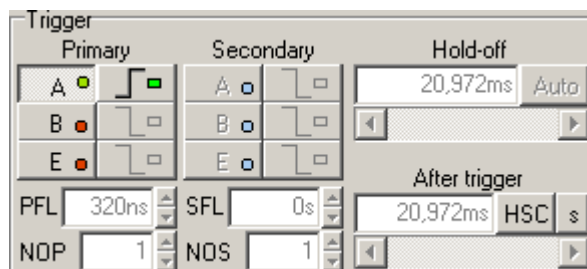 Trigger
Primary Secondary Hold-off
A A 20,972ms Auto
B B
E E After trigger
PFL 320ns SFL 0s 20,972ms HSC s
NOP 1 NOS 1